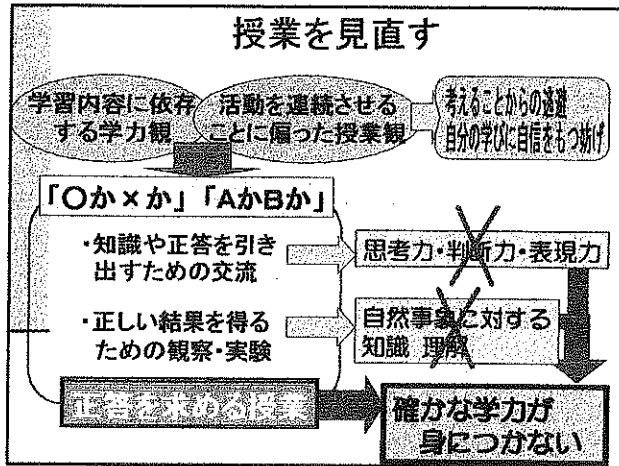 授業を見直す
学習内容に依存
する学力観
活動を連続させる
ことに偏った授業観
考えることからの逃避
自分の学びに自信をもつ妨げ
「〇か×か」「AかBか」
・知識や正答を引き
出すための交流
思考力・判断力・表現力
・正しい結果を得る
ための観察・実験
自然事象に対する
知識 理解
正答を求める授業
確かな学力が
身につかない